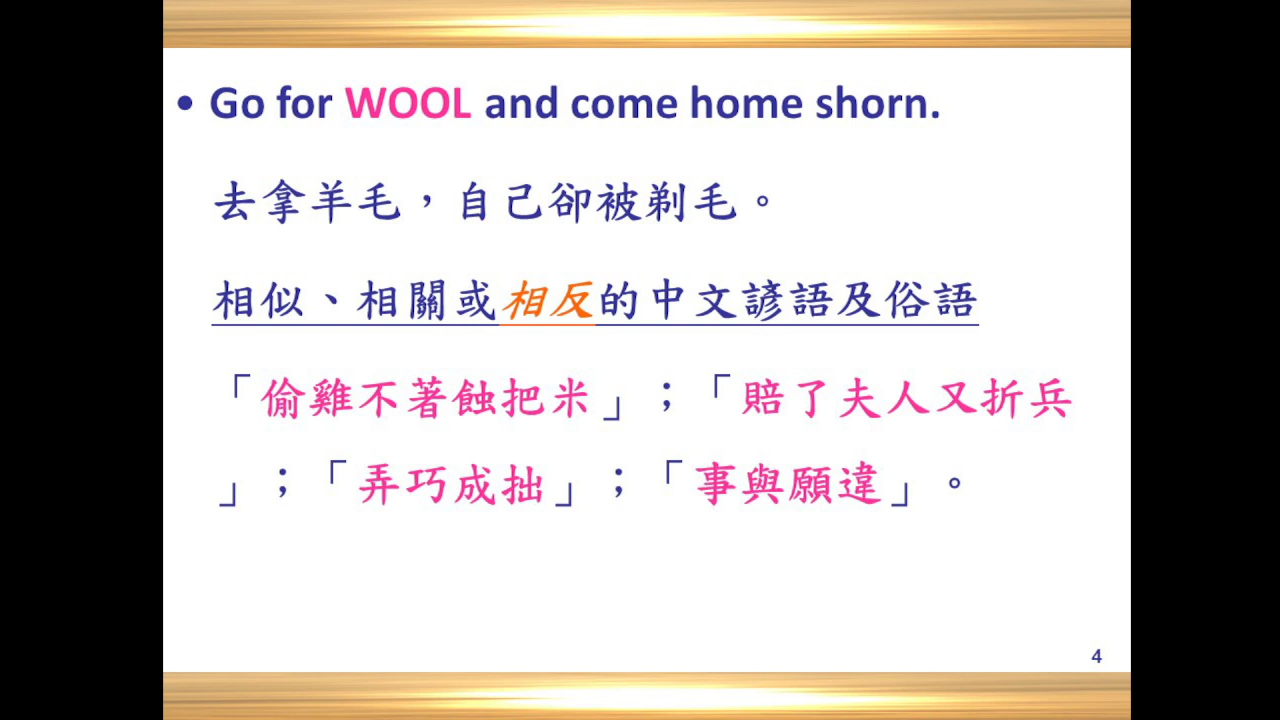 • Go for WOOL and come home shorn.
去拿羊毛，自己卻被剃毛。
相似、相關或相反的中文諺語及俗語
「偷雞不著蝕把米」；「賠了夫人又折兵
」；「弄巧成拙」；「事與願違」。
4